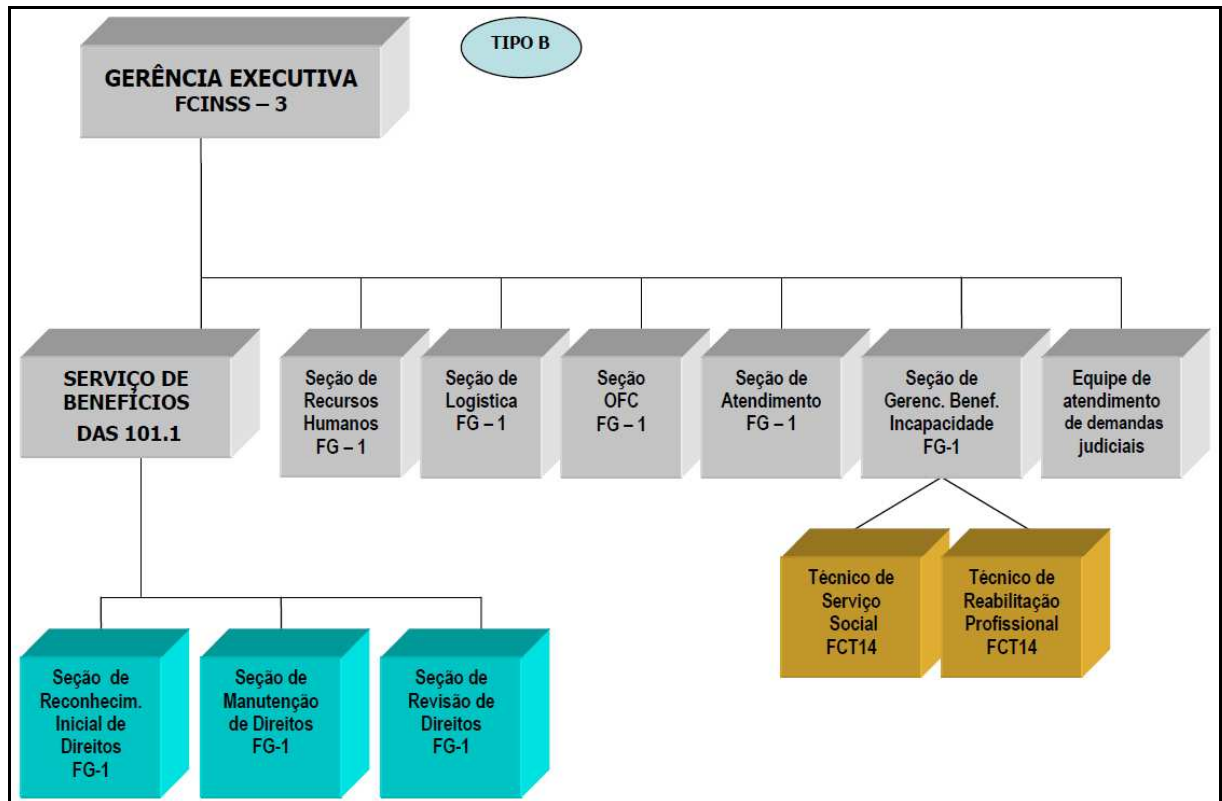 TIPO B
GERÊNCIA EXECUTIVA
FCINSS – 3
SERVIÇO DE
BENEFÍCIOS
DAS 101.1
Seção de
Recursos
Humanos
FG – 1
Seção de
Logística
FG – 1
Seção
OFC
FG – 1
Seção de
Atendimento
FG – 1
Seção de
Gerenc. Benef.
Incapacidade
FG-1
Equipe de
atendimento
de demandas
judiciais
Técnico de
Serviço
Social
FCT14
Técnico de
Reabilitação
Profissional
FCT14
Seção de
Reconhecim.
Inicial de
Direitos
FG-1
Seção de
Manutenção
de Direitos
FG-1
Seção de
Revisão de
Direitos
FG-1